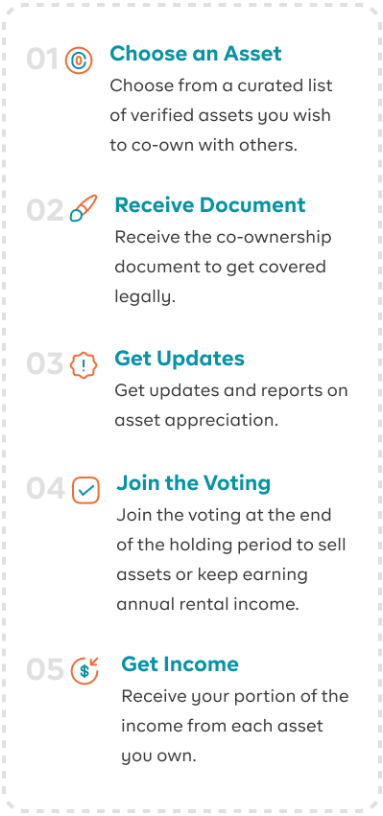 01 Choose an Asset
Choose from a curated list
of verified assets you wish
to co-own with others.
02 Receive Document
Receive the co-ownership
document to get covered
legally.
03 ! Get Updates
Get updates and reports on
asset appreciation.
04 Join the Voting
Join the voting at the end
of the holding period to sell
assets or keep earning
annual rental income.
05 $ Get Income
Receive your portion of the
income from each asset
you own.